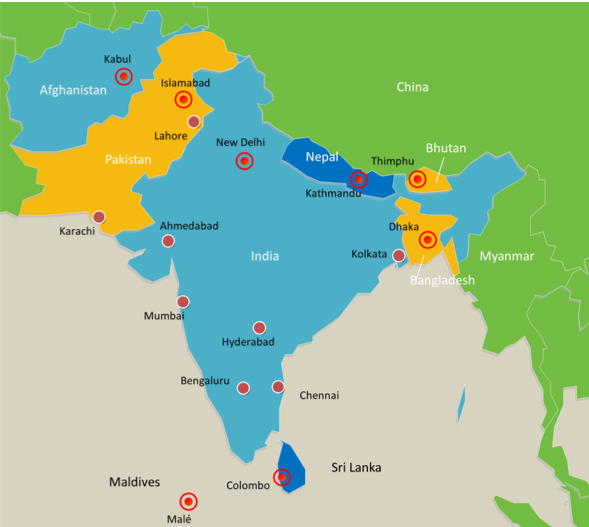 Kabul
Afghanistan
Islamabad
China
Lahore
New Delhi
Pakistan
Nepal
Bhutan
Thimphu
Kathmandu
Karachi
Ahmedabad
Dhaka
India
Kolkata
Myanmar
Bangladesh
Mumbai
Hyderabad
Bengaluru
Chennai
Sri Lanka
Maldives
Colombo
Malé